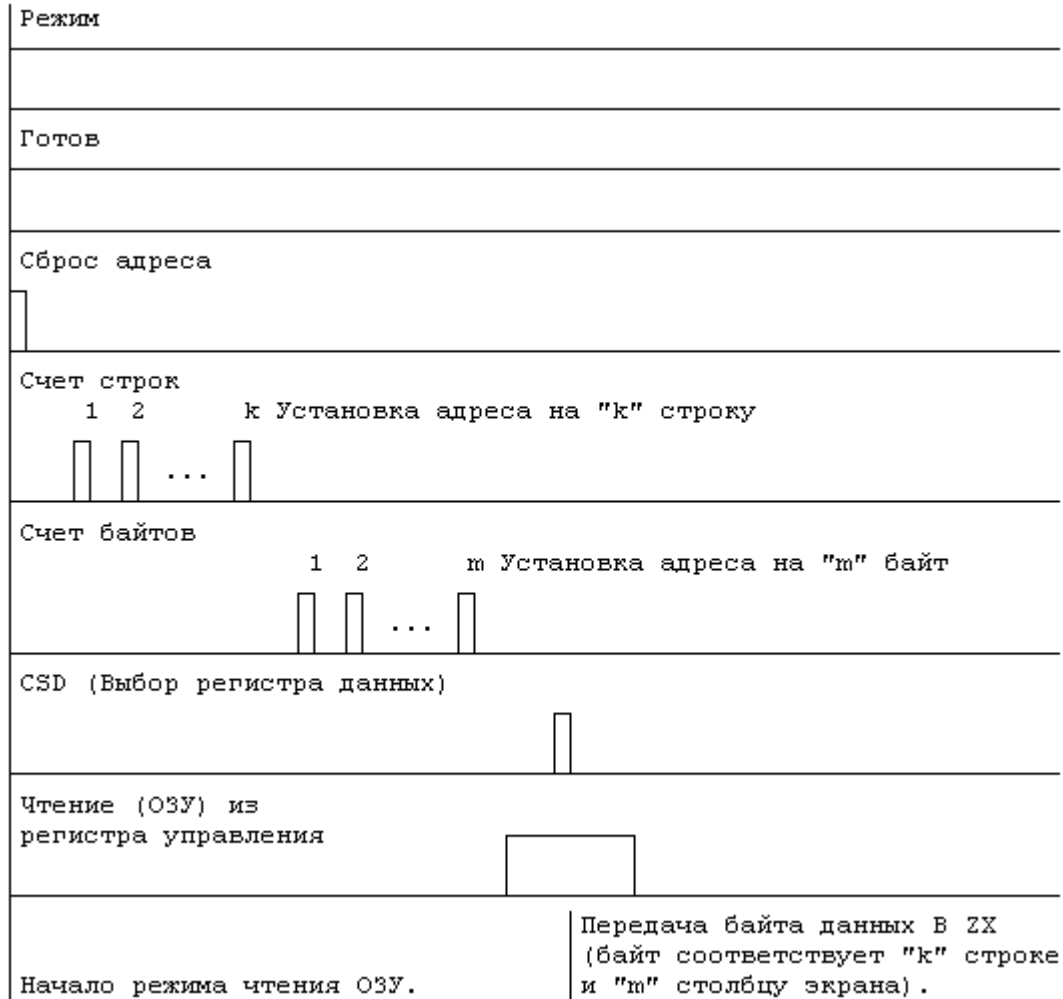 Режим
Готов
Сброс адреса
Счет строк
1 2 k Установка адреса на "k" строку
...
Счет байтов
1 2 m Установка адреса на "m" байт
...
CSD (Выбор регистра данных)
Чтение (ОЗУ) из
регистра управления
Передача байта данных В ZX
(байт соответствует "k" строке
Начало режима чтения ОЗУ. и "m" столбцу экрана).